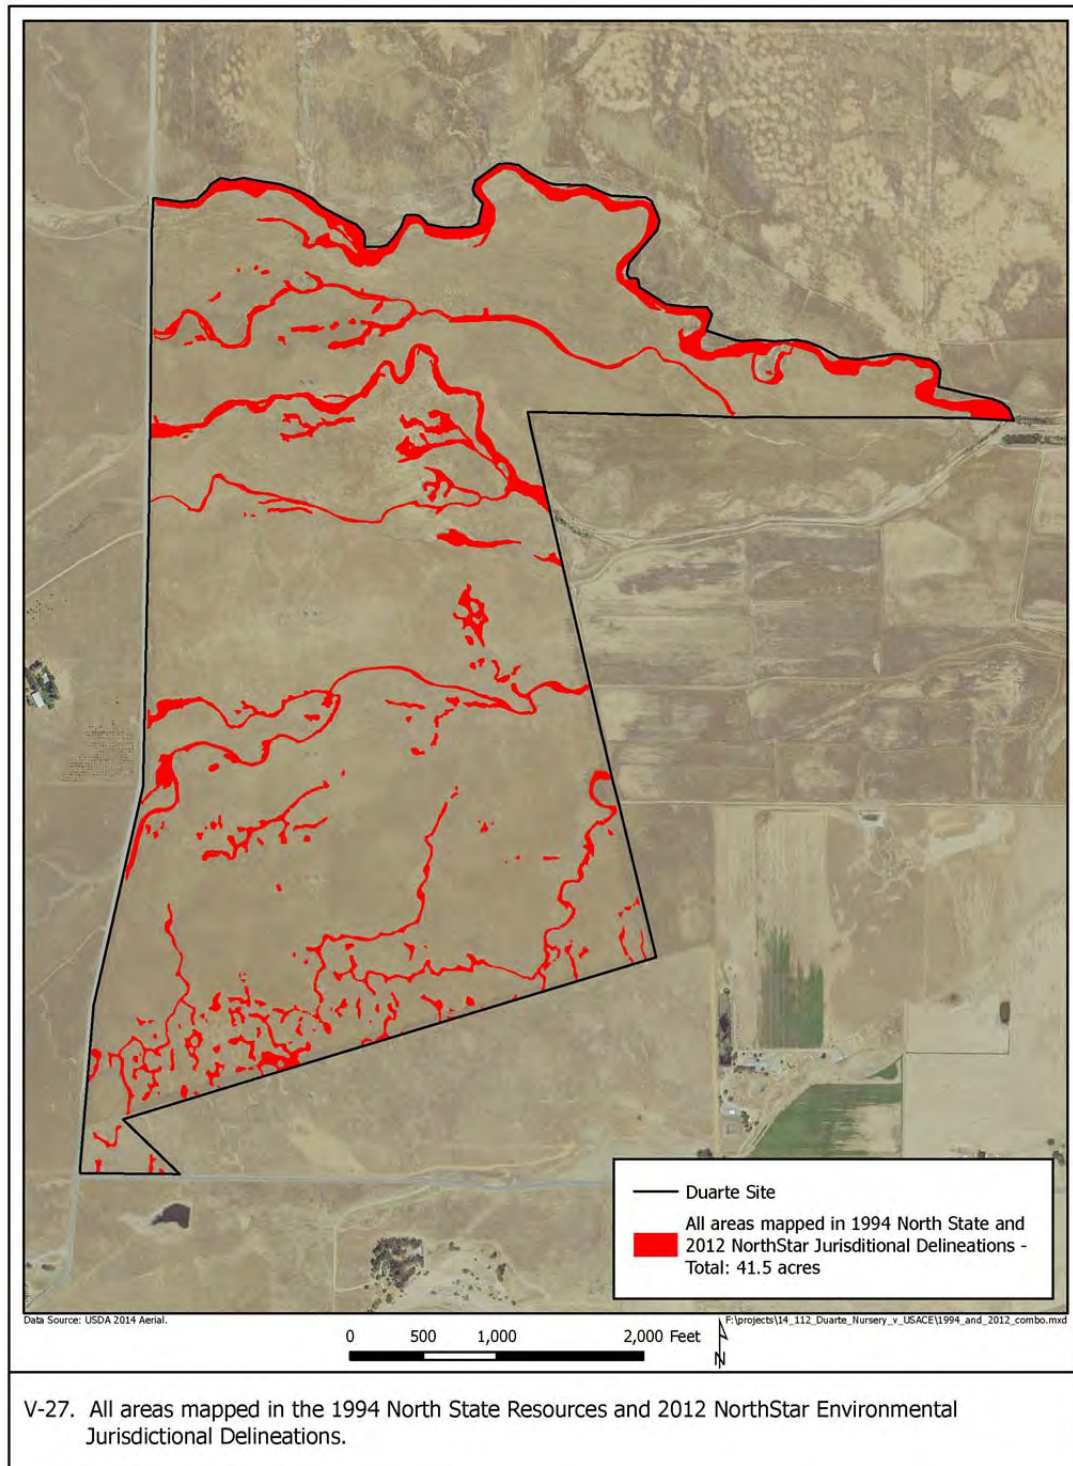 Duarte Site
All areas mapped in 1994 North State and
2012 NorthStar Jurisditional Delineations -
Total: 41.5 acres
Data Source: USDA 2014 Aerial.
F:\projects\14_112_Duarte_Nursery_v_USACE\1994_and_2012_combo.mxd
0 500 1,000 2,000 Feet
N
V-27. All areas mapped in the 1994 North State Resources and 2012 NorthStar Environmental
Jurisdictional Delineations.